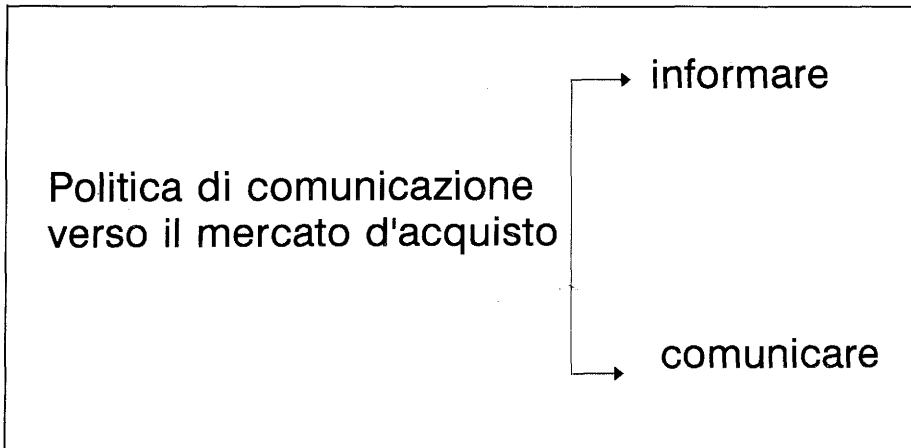 informare
Politica di comunicazione
verso il mercato d'acquisto
comunicare